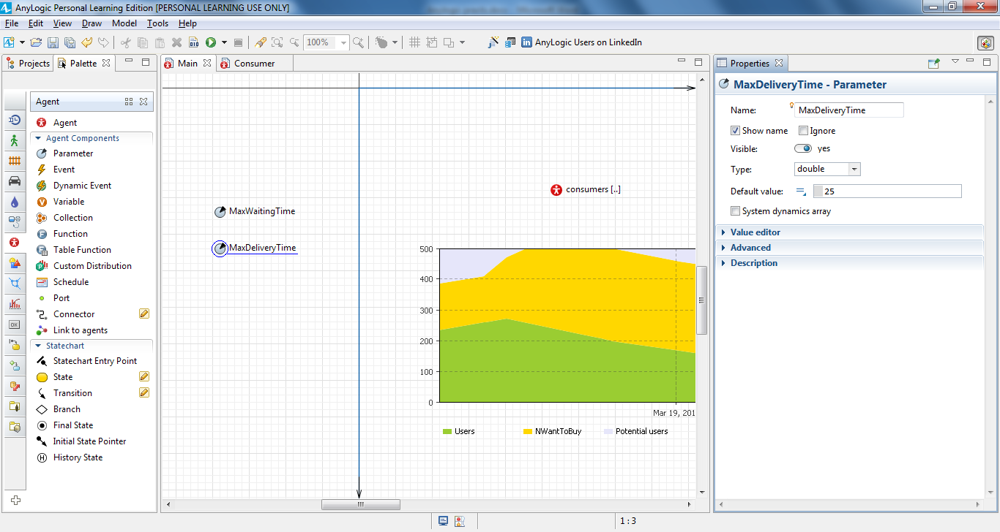 AnyLogic Personal Learning Edition [PERSONAL LEARNING USE ONLY]
File Edit View Draw Model Tools Help
100% AnyLogic Users on LinkedIn
Projects Palette
Main Consumer
Properties
Agent
Agent
Agent Components
Parameter
Event
Dynamic Event
Variable
Collection
Function
Table Function
Custom Distribution
Schedule
Port
Connector
Link to agents
Statechart
Statechart Entry Point
State
Transition
Branch
Final State
Initial State Pointer
History State
OK
consumers [..]
MaxWaitingTime
MaxDeliveryTime
500
400
300
200
100
0
Mar 19, 201
Users NWantToBuy Potential users
MaxDeliveryTime - Parameter
Name: MaxDeliveryTime
Show name Ignore
Visible: yes
Type: double
Default value: 25
System dynamics array
Value editor
Advanced
Description
1 : 3